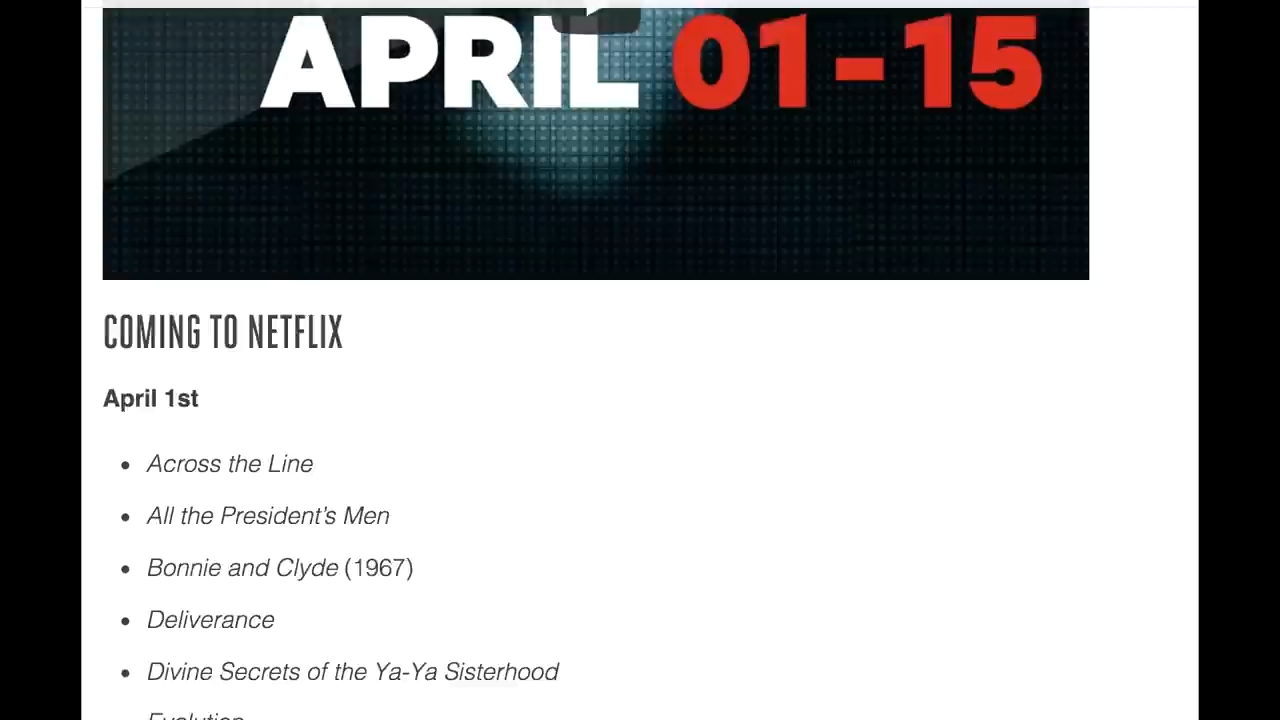 APRIL 01-15
COMING TO NETFLIX
April 1st
• Across the Line
• All the President’s Men
• Bonnie and Clyde (1967)
• Deliverance
• Divine Secrets of the Ya-Ya Sisterhood
• Evolution